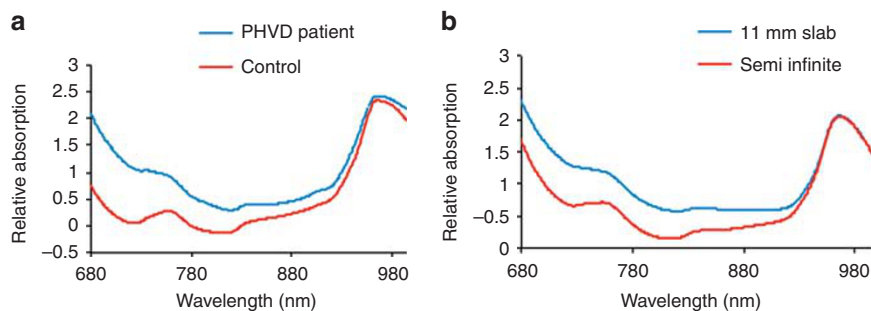 a
PHVD patient
Control
3
2.5
2
1.5
1
0.5
0
–0.5
Relative absorption
680 780 880 980
Wavelength (nm)
b
11 mm slab
Semi infinite
3
2.5
2
1.5
1
–0.5
0
Relative absorption
680 780 880 980
Wavelength (nm)